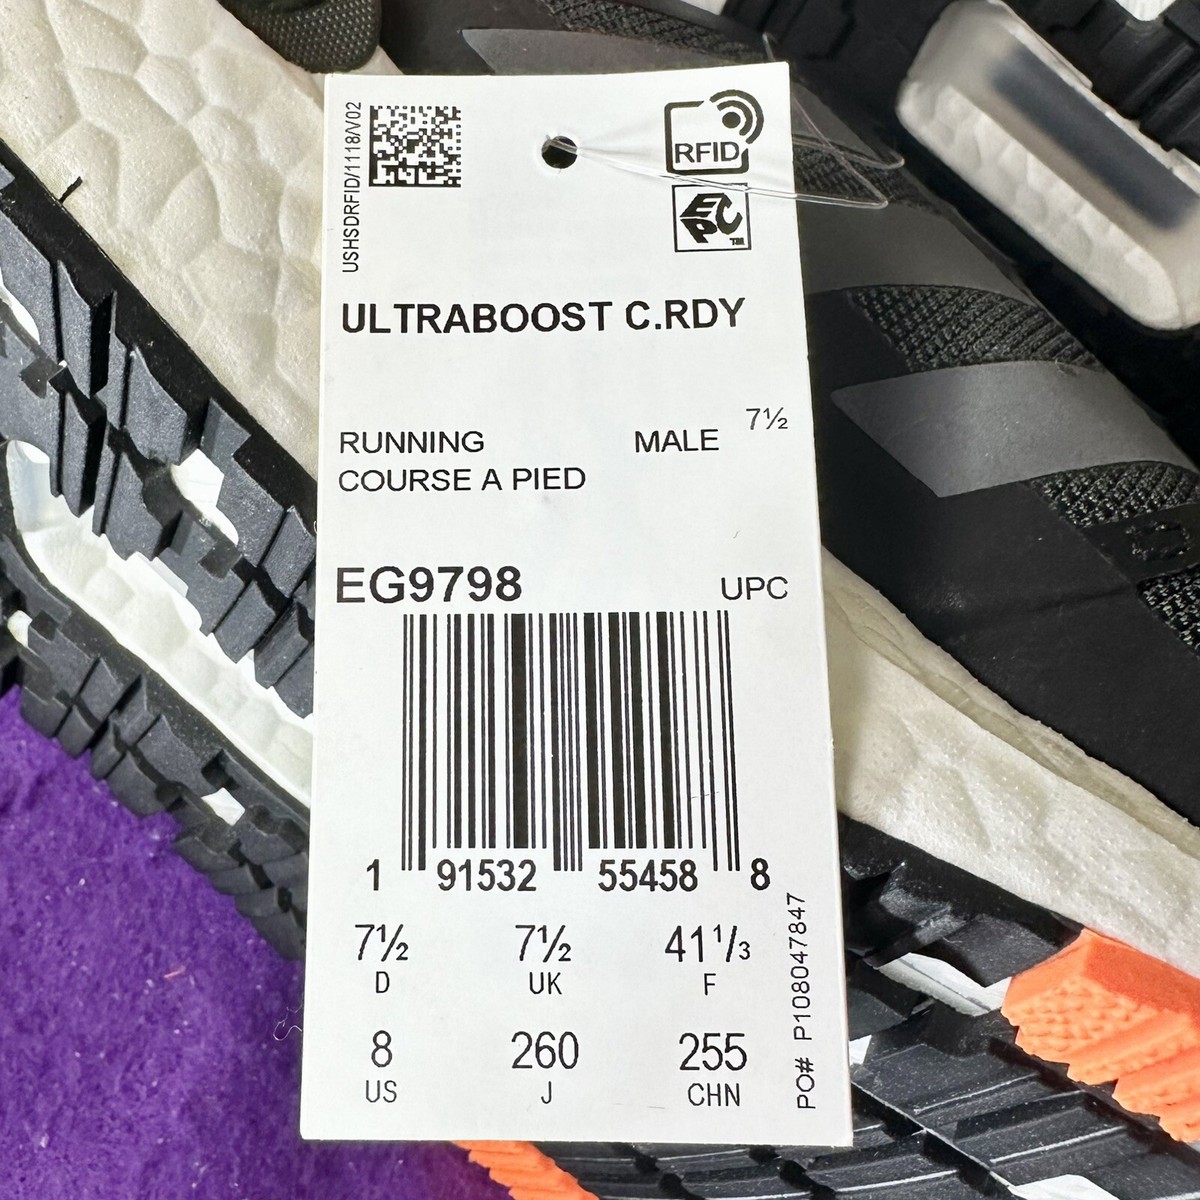 USHSDRFID/1118/V02
RFID
EPC™
ULTRABOOST C.RDY
7½
RUNNING MALE
COURSE A PIED
EG9798 UPC
1 91532 55458 8
7½ 7½ 41⅓
D UK F
8 260 255
US J CHN
PO# P108047847